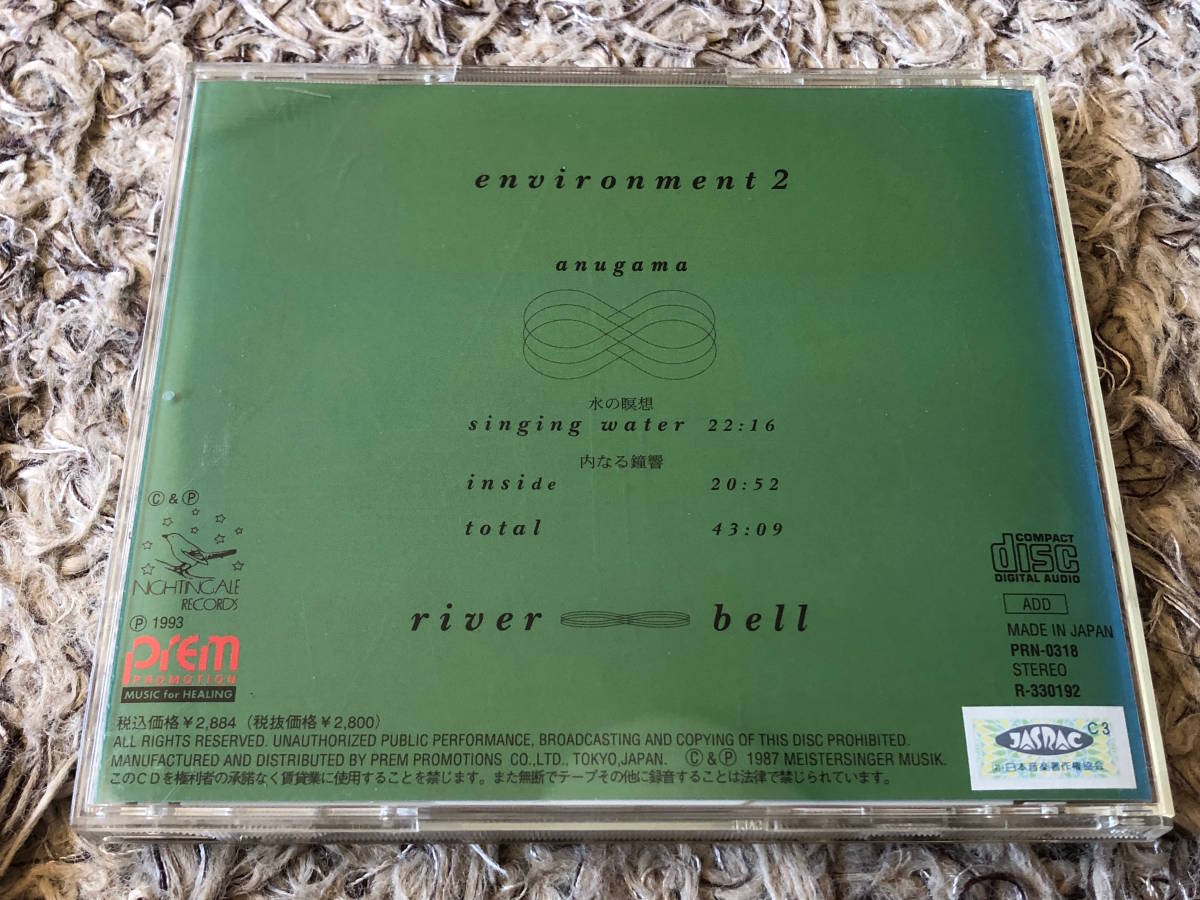 environment 2
anugama
水の瞑想
singing water 22:16
内なる鐘響
inside 20:52
total 43:09
river bell
Ⓒ & Ⓟ
NIGHTINGALE
RECORDS
Ⓟ 1993
prem
PROMOTION
MUSIC for HEALING
COMPACT
disc
DIGITAL AUDIO
ADD
MADE IN JAPAN
PRN-0318
STEREO
R-330192
税込価格¥2,884（税抜価格¥2,800）
ALL RIGHTS RESERVED. UNAUTHORIZED PUBLIC PERFORMANCE, BROADCASTING AND COPYING OF THIS DISC PROHIBITED.
MANUFACTURED AND DISTRIBUTED BY PREM PROMOTIONS CO.,LTD., TOKYO,JAPAN. Ⓒ & Ⓟ 1987 MEISTERSINGER MUSIK.
このCDを権利者の承諾なく賃貸業に使用することを禁じます。また無断でテープその他に録音することは法律で禁じられています。
JASRAC
C3
日本音楽著作権協会